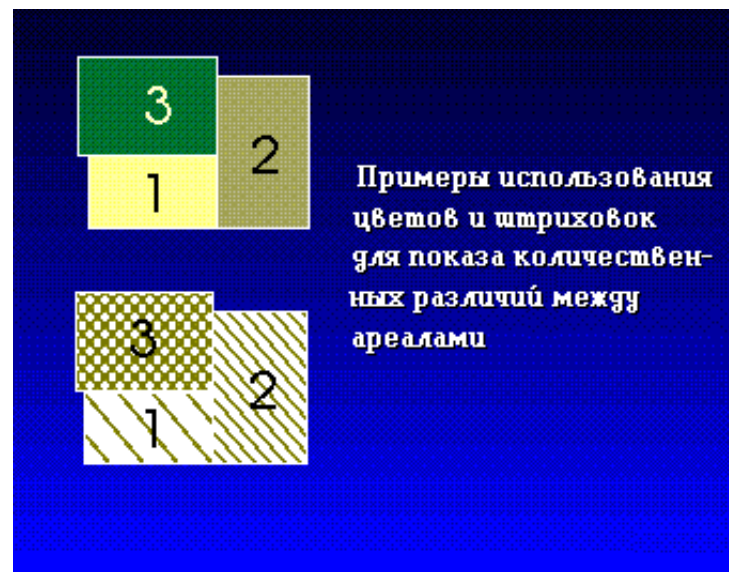 3
2
1
Примеры использования
цветов и штриховок
для показа количествен-
ных различий между
ареалами
3
2
1